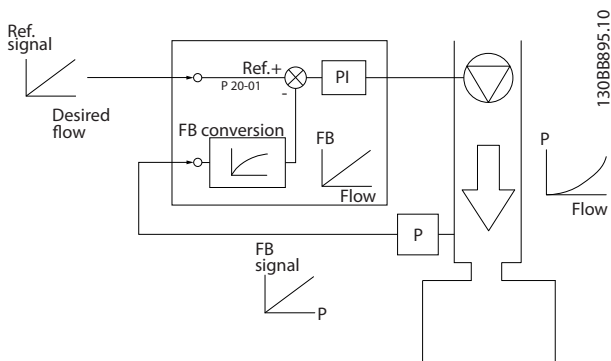 Ref.
signal
Desired
flow
Ref.+
P 20-01
-
PI
FB conversion
FB
Flow
P
FB
signal
P
P
Flow
130BB895.10